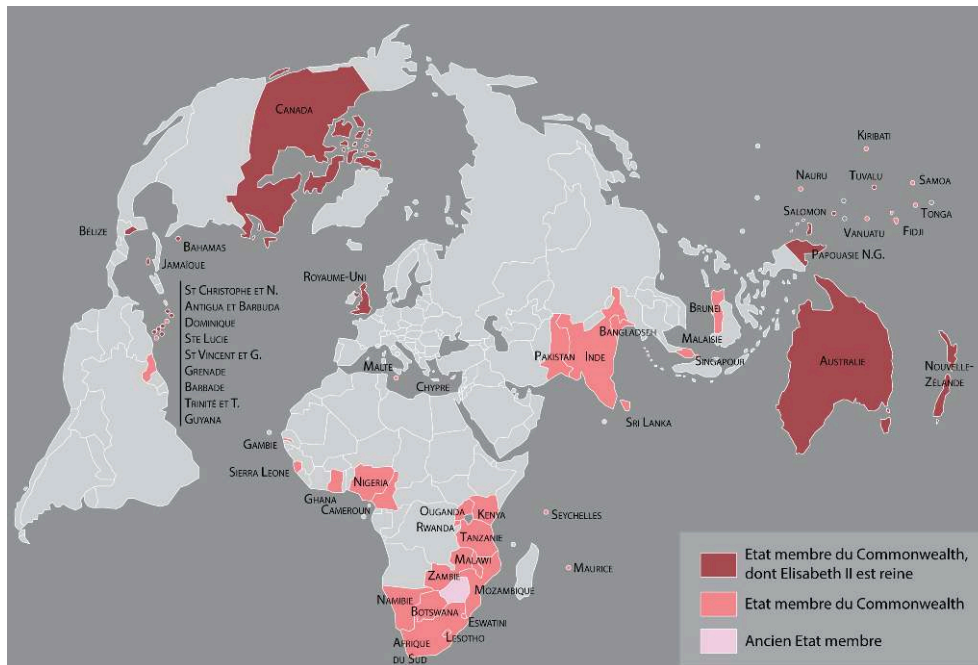 Canada
Kiribati
Nauru
Tuvalu
Samoa
Salomon
Tonga
Vanuatu
Fidji
Papouasie N.G.
Bélize
Bahamas
Jamaïque
Royaume-Uni
St Christophe et N.
Antigua et Barbuda
Dominique
Ste Lucie
St Vincent et G.
Grenade
Barbade
Trinité et T.
Guyana
Brunei
Bangladseh
Malaisie
Singapour
Pakistan
Inde
Malte
Chypre
Sri Lanka
Australie
Nouvelle-
Zélande
Gambie
Sierra Leone
Ghana
Cameroun
Nigeria
Ouganda
Kenya
Rwanda
Tanzanie
Seychelles
Malawi
Zambie
Maurice
Mozambique
Namibie
Botswana
Eswatini
Lesotho
Afrique
du Sud
Etat membre du Commonwealth,
dont Elisabeth II est reine
Etat membre du Commonwealth
Ancien Etat membre